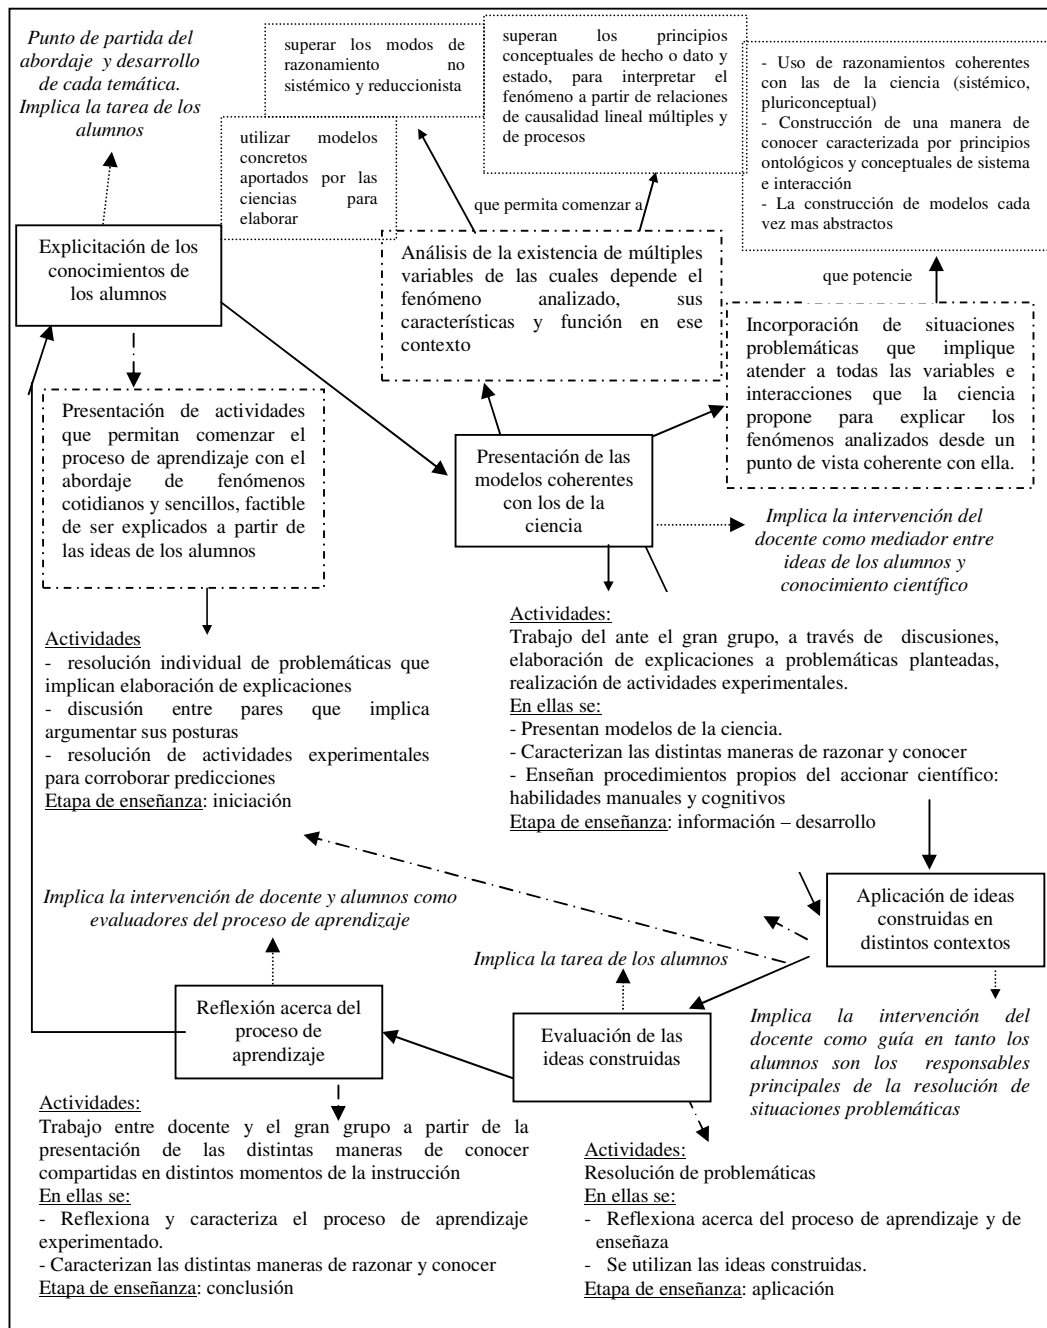 Punto de partida del
abordaje y desarrollo
de cada temática.
Implica la tarea de los
alumnos
superar los modos de
razonamiento no
sistémico y reduccionista
superan los principios
conceptuales de hecho o dato y
estado, para interpretar el
fenómeno a partir de relaciones
de causalidad lineal múltiples y
de procesos
- Uso de razonamientos coherentes
con las de la ciencia (sistémico,
pluriconceptual)
- Construcción de una manera de
conocer caracterizada por principios
ontológicos y conceptuales de sistema
e interacción
- La construcción de modelos cada
vez mas abstractos
utilizar modelos
concretos
aportados por las
ciencias para
elaborar
que permita comenzar a
que potencie
Explicitación de los
conocimientos de
los alumnos
Análisis de la existencia de múltiples
variables de las cuales depende el
fenómeno analizado, sus
características y función en ese
contexto
Incorporación de situaciones
problemáticas que implique
atender a todas las variables e
interacciones que la ciencia
propone para explicar los
fenómenos analizados desde un
punto de vista coherente con ella.
Presentación de actividades
que permitan comenzar el
proceso de aprendizaje con el
abordaje de fenómenos
cotidianos y sencillos, factible
de ser explicados a partir de
las ideas de los alumnos
Presentación de las
modelos coherentes
con los de la
ciencia
Implica la intervención del
docente como mediador entre
ideas de los alumnos y
conocimiento científico
Actividades
- resolución individual de problemáticas que
implican elaboración de explicaciones
- discusión entre pares que implica
argumentar sus posturas
- resolución de actividades experimentales
para corroborar predicciones
Etapa de enseñanza: iniciación
Actividades:
Trabajo del ante el gran grupo, a través de discusiones,
elaboración de explicaciones a problemáticas planteadas,
realización de actividades experimentales.
En ellas se:
- Presentan modelos de la ciencia.
- Caracterizan las distintas maneras de razonar y conocer
- Enseñan procedimientos propios del accionar científico:
habilidades manuales y cognitivos
Etapa de enseñanza: información – desarrollo
Implica la intervención de docente y alumnos como
evaluadores del proceso de aprendizaje
Aplicación de ideas
construidas en
distintos contextos
Implica la tarea de los alumnos
Reflexión acerca del
proceso de
aprendizaje
Evaluación de las
ideas construidas
Implica la intervención del
docente como guía en tanto los
alumnos son los responsables
principales de la resolución de
situaciones problemáticas
Actividades:
Trabajo entre docente y el gran grupo a partir de la
presentación de las distintas maneras de conocer
compartidas en distintos momentos de la instrucción
En ellas se:
- Reflexiona y caracteriza el proceso de aprendizaje
experimentado.
- Caracterizan las distintas maneras de razonar y conocer
Etapa de enseñanza: conclusión
Actividades:
Resolución de problemáticas
En ellas se:
- Reflexiona acerca del proceso de aprendizaje y de
enseñaza
- Se utilizan las ideas construidas.
Etapa de enseñanza: aplicación